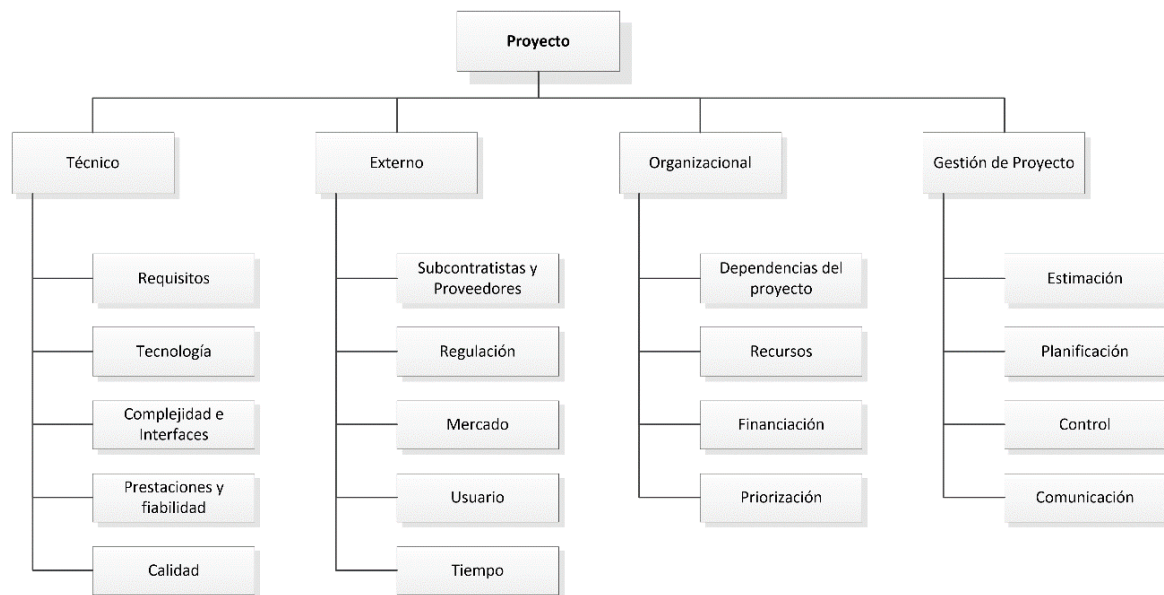 Proyecto
Técnico
Externo
Organizacional
Gestión de Proyecto
Requisitos
Subcontratistas y
Proveedores
Dependencias del
proyecto
Estimación
Tecnología
Regulación
Recursos
Planificación
Complejidad e
Interfaces
Mercado
Financiación
Control
Prestaciones y
fiabilidad
Usuario
Priorización
Comunicación
Calidad
Tiempo